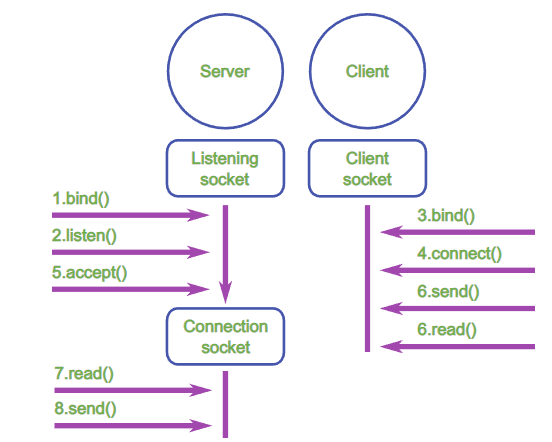 Server
Client
Listening
socket
Client
socket
1.bind()
2.listen()
5.accept()
3.bind()
4.connect()
6.send()
6.read()
Connection
socket
7.read()
8.send()